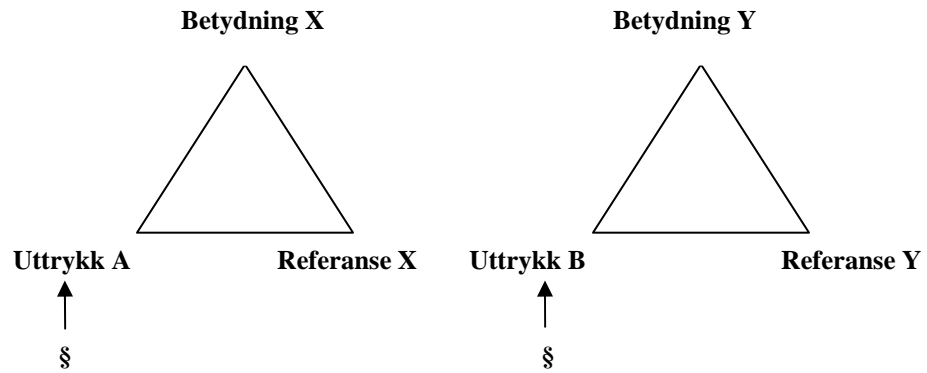 Betydning X Betydning Y
Uttrykk A Referanse X Uttrykk B Referanse Y
§ §